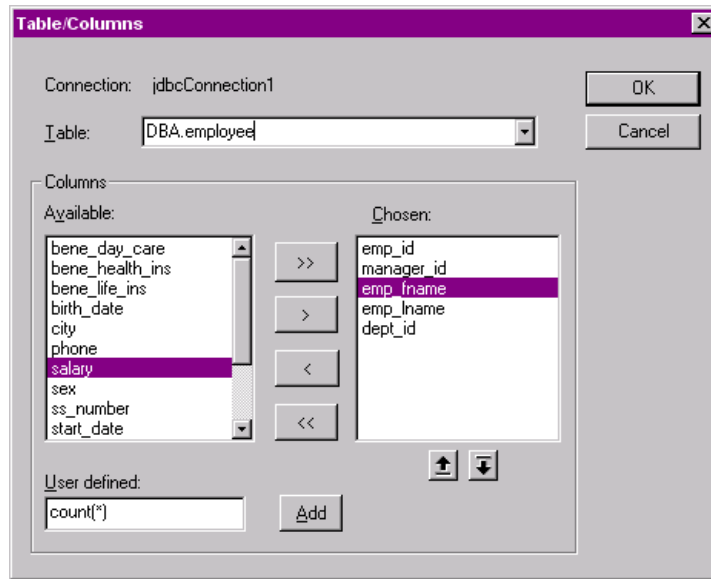 Table/Columns
Connection: jdbcConnection1
OK
Table: DBA.employee
Cancel
Columns
Available:
Chosen:
bene_day_care
bene_health_ins
bene_life_ins
birth_date
city
phone
salary
sex
ss_number
start_date
>>
>
<
<<
emp_id
manager_id
emp_fname
emp_lname
dept_id
User defined:
count(*)
Add